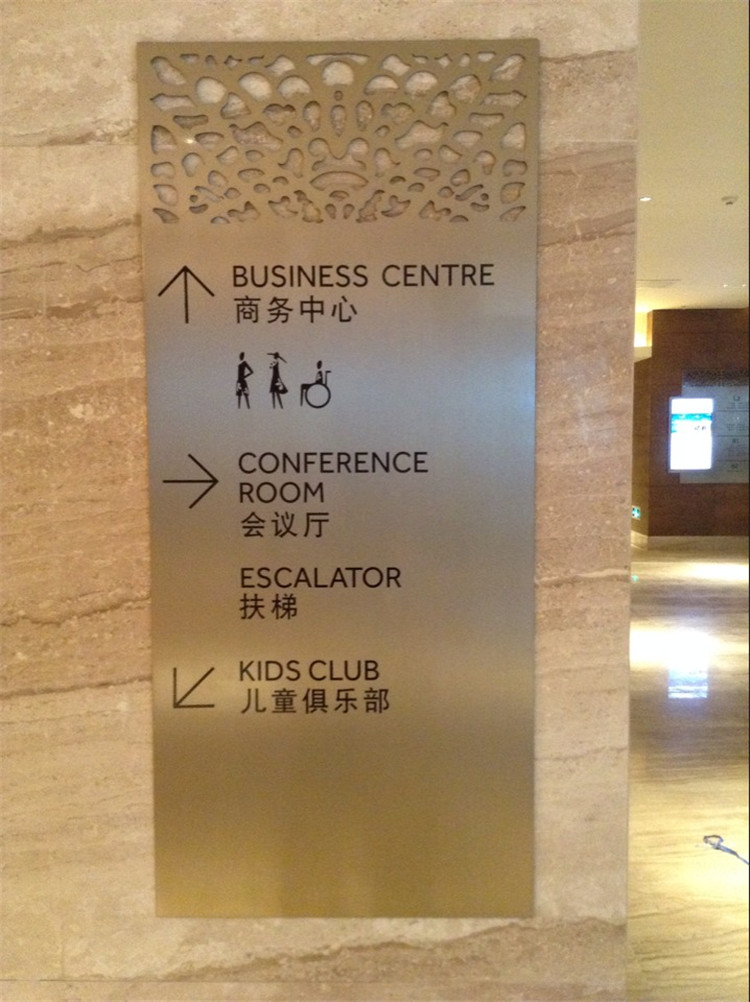 BUSINESS CENTRE
商务中心
CONFERENCE
ROOM
会议厅
ESCALATOR
扶梯
KIDS CLUB
儿童俱乐部